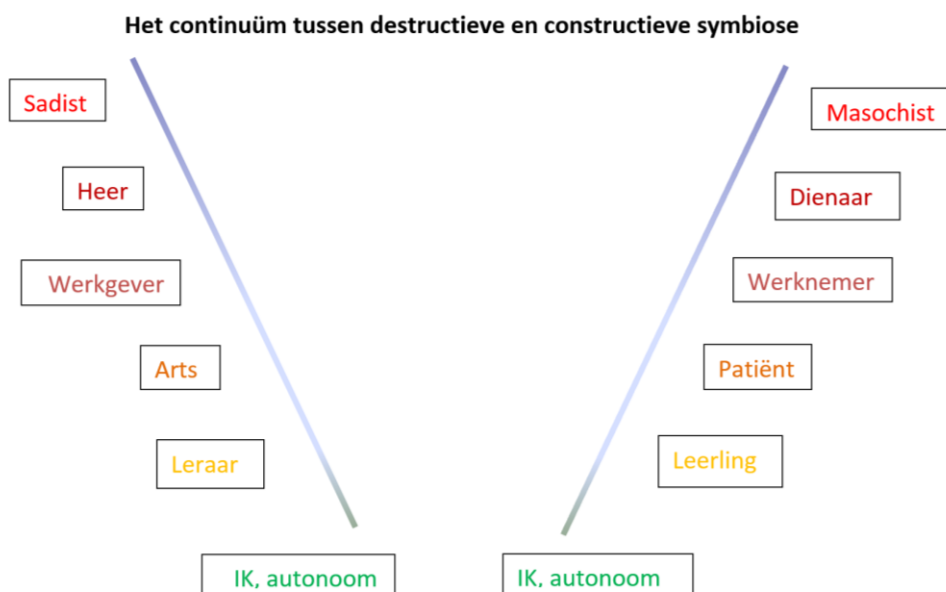 Het continuüm tussen destructieve en constructieve symbiose
Sadist
Masochist
Heer
Dienaar
Werkgever
Werknemer
Arts
Patiënt
Leraar
Leerling
IK, autonoom
IK, autonoom